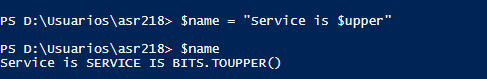 PS D:\Usuarios\asr218> $name = "Service is $upper"
PS D:\Usuarios\asr218> $name
Service is SERVICE IS BITS.TOUPPER()